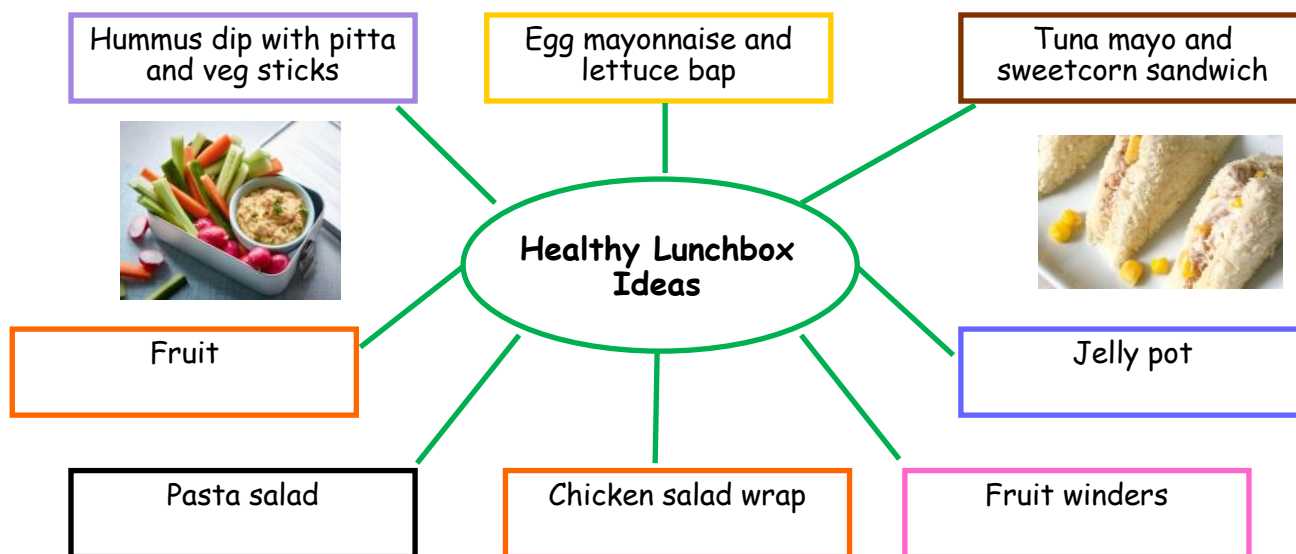 Hummus dip with pitta
and veg sticks
Egg mayonnaise and
lettuce bap
Tuna mayo and
sweetcorn sandwich
Healthy Lunchbox
Ideas
Fruit
Jelly pot
Pasta salad
Chicken salad wrap
Fruit winders